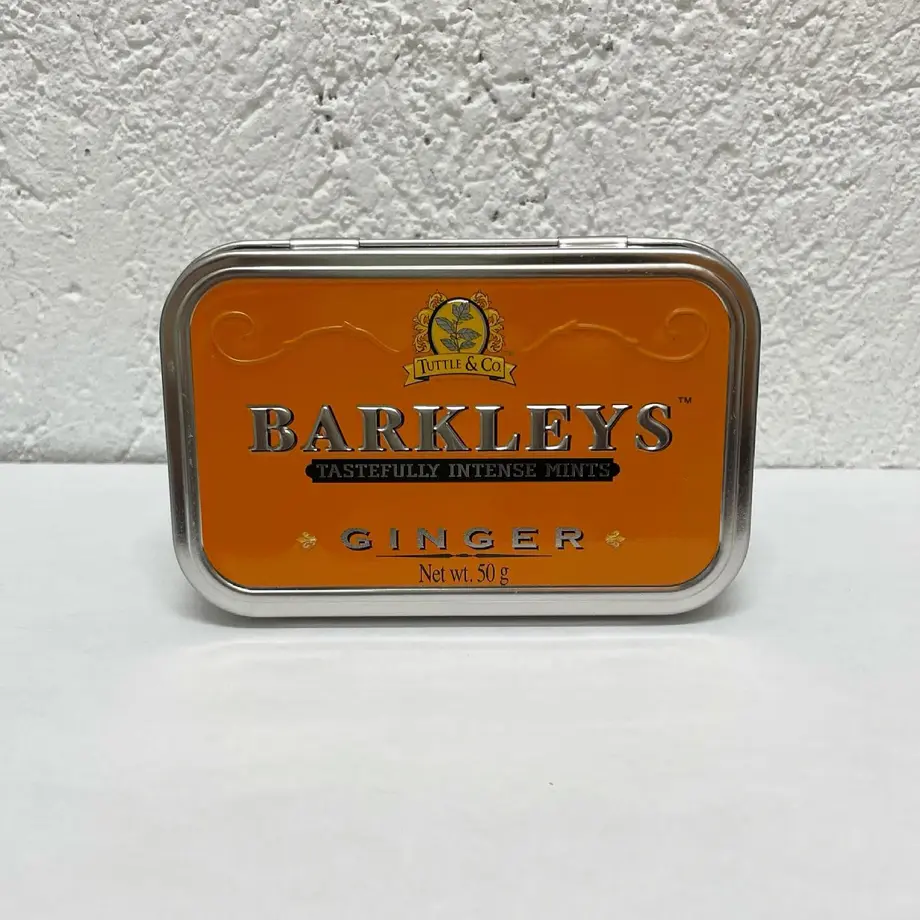 TUTTLE & CO.
BARKLEYS™
TASTEFULLY INTENSE MINTS
GINGER
Net wt. 50 g